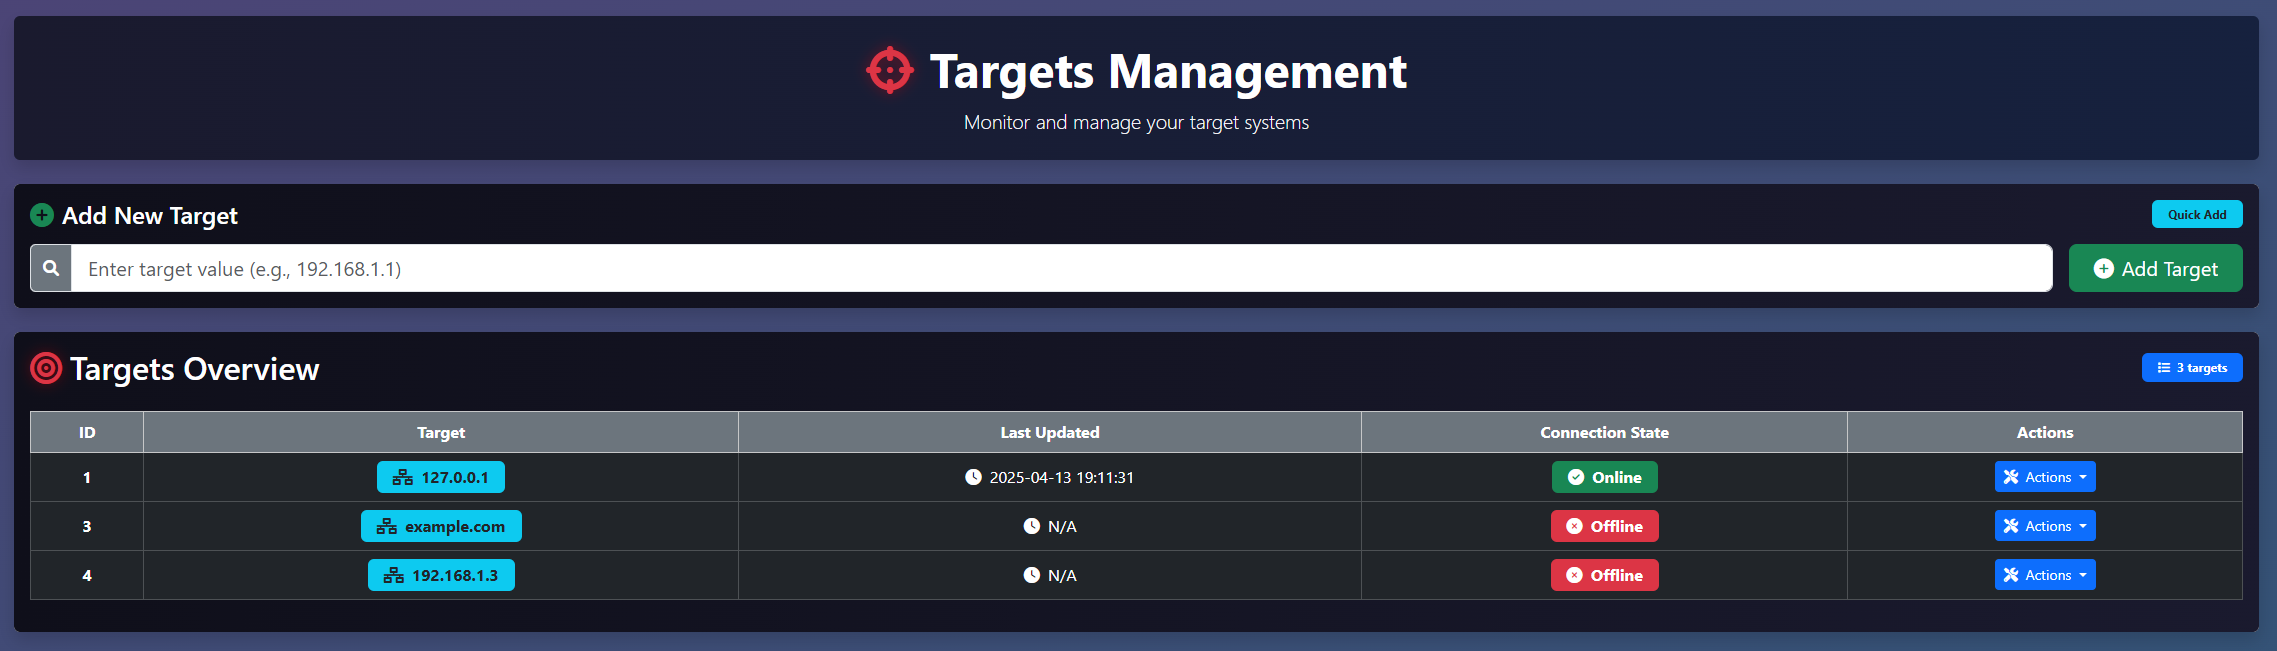 Targets Management
Monitor and manage your target systems
Add New Target
Quick Add
Enter target value (e.g., 192.168.1.1)
Add Target
Targets Overview
3 targets
ID Target Last Updated Connection State Actions
1 127.0.0.1 2025-04-13 19:11:31 Online Actions
3 example.com N/A Offline Actions
4 192.168.1.3 N/A Offline Actions